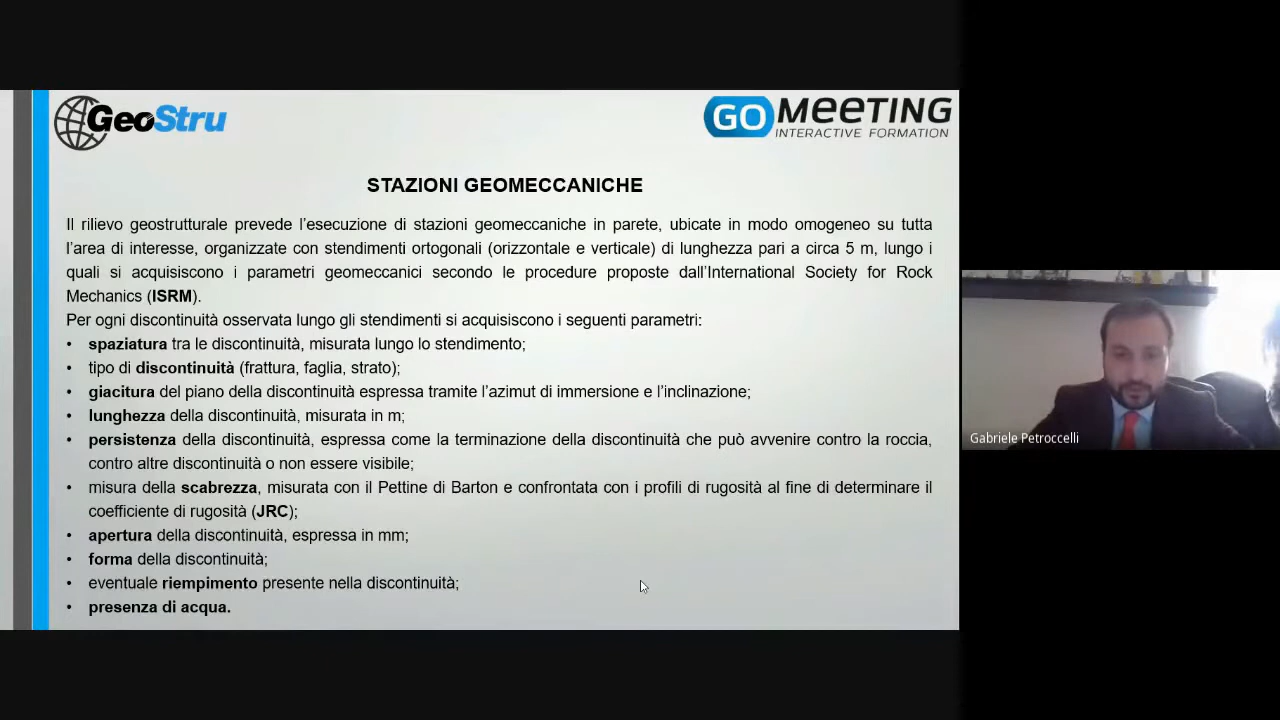 GeoStru
GO MEETING
INTERACTIVE FORMATION
STAZIONI GEOMECCANICHE
Il rilievo geostrutturale prevede l'esecuzione di stazioni geomeccaniche in parete, ubicate in modo omogeneo su tutta
l'area di interesse, organizzate con stendimenti ortogonali (orizzontale e verticale) di lunghezza pari a circa 5 m, lungo i
quali si acquisiscono i parametri geomeccanici secondo le procedure proposte dall'International Society for Rock
Mechanics (ISRM).
Per ogni discontinuità osservata lungo gli stendimenti si acquisiscono i seguenti parametri:
• spaziatura tra le discontinuità, misurata lungo lo stendimento;
• tipo di discontinuità (frattura, faglia, strato);
• giacitura del piano della discontinuità espressa tramite l'azimut di immersione e l'inclinazione;
• lunghezza della discontinuità, misurata in m;
• persistenza della discontinuità, espressa come la terminazione della discontinuità che può avvenire contro la roccia,
contro altre discontinuità o non essere visibile;
• misura della scabrezza, misurata con il Pettine di Barton e confrontata con i profili di rugosità al fine di determinare il
coefficiente di rugosità (JRC);
• apertura della discontinuità, espressa in mm;
• forma della discontinuità;
• eventuale riempimento presente nella discontinuità;
• presenza di acqua.
Gabriele Petroccelli